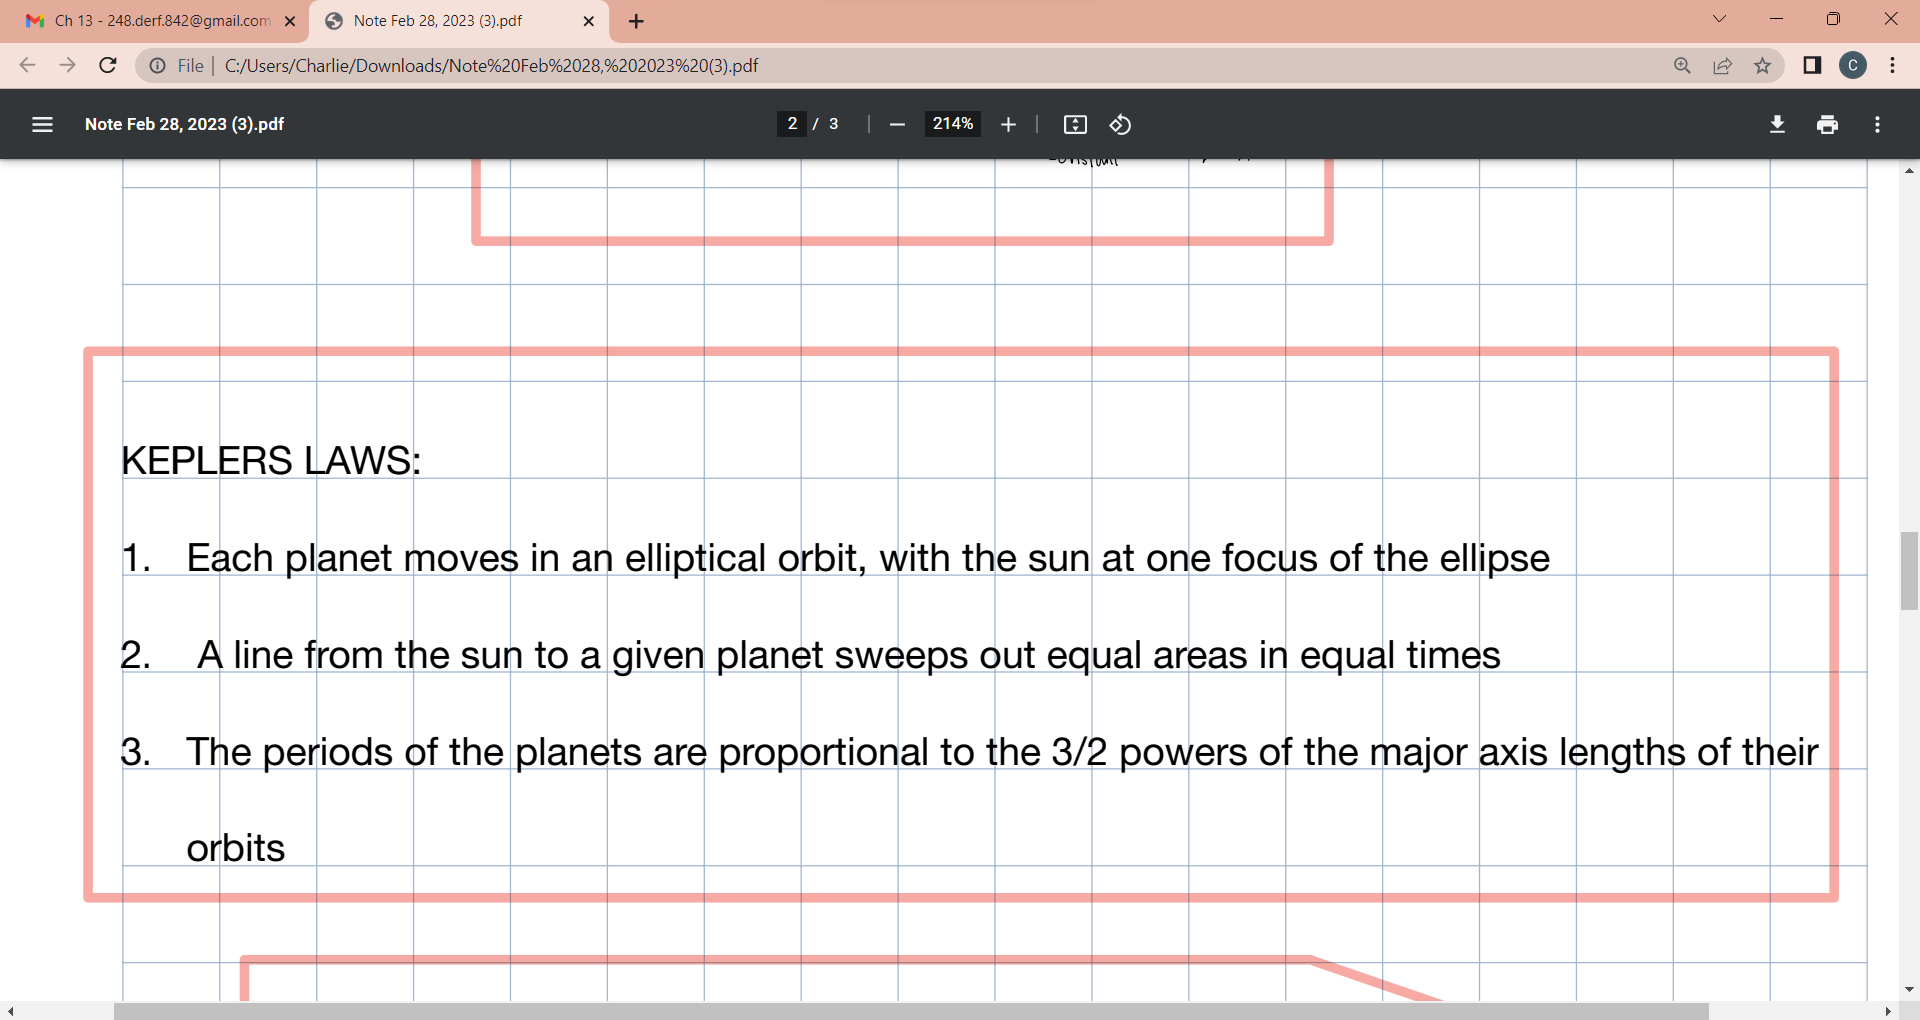 Ch 13 - 248.derf.842@gmail.com
Note Feb 28, 2023 (3).pdf
File
C:/Users/Charlie/Downloads/Note%20Feb%2028,%202023%20(3).pdf
C
Note Feb 28, 2023 (3).pdf
2 / 3
214%
KEPLERS LAWS:
1. Each planet moves in an elliptical orbit, with the sun at one focus of the ellipse
2. A line from the sun to a given planet sweeps out equal areas in equal times
3. The periods of the planets are proportional to the 3/2 powers of the major axis lengths of their
orbits